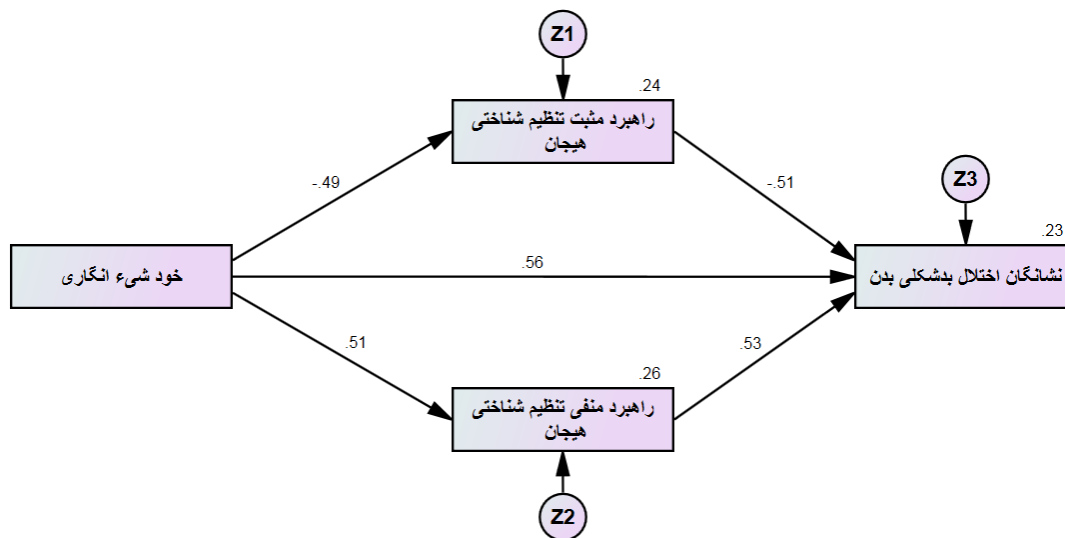 Z1
.24
راهبرد مثبت تنظیم شناختی
هیجان
-.49
-.51
Z3
.23
خود شیء انگاری
.56
نشانگان اختلال بدشکلی بدن
.51
.53
.26
راهبرد منفی تنظیم شناختی
هیجان
Z2